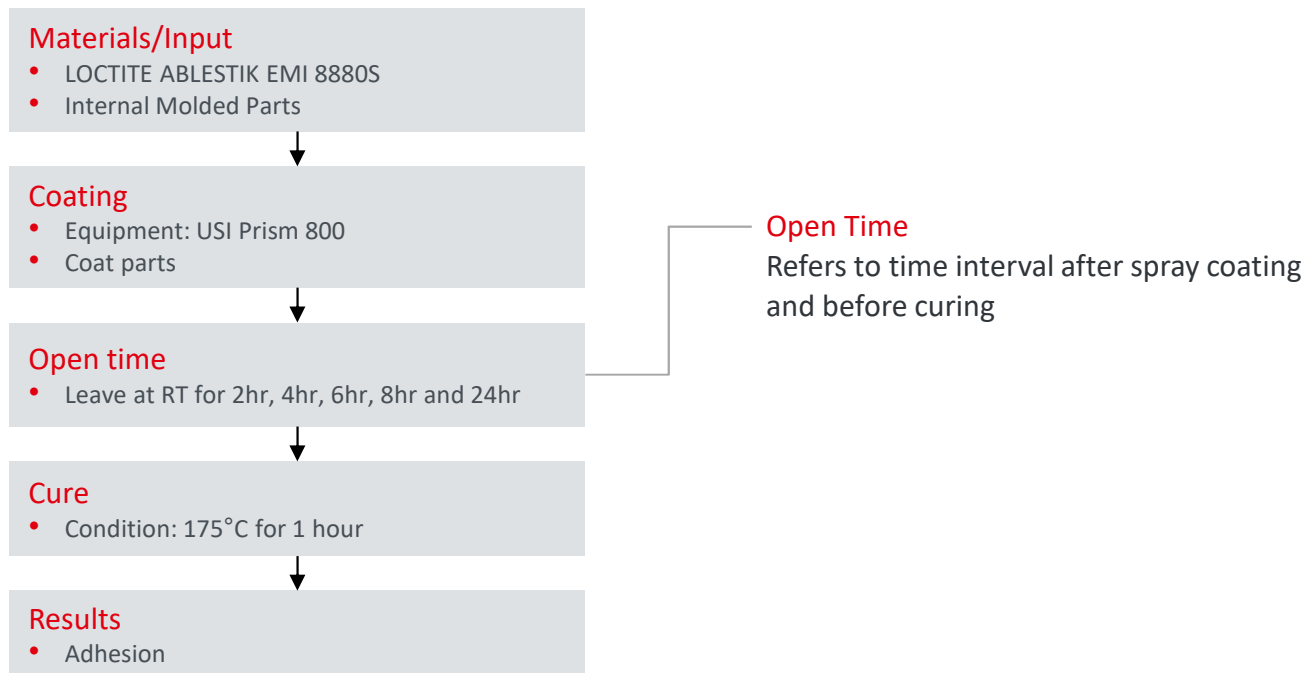 Materials/Input
• LOCTITE ABLESTIK EMI 8880S
• Internal Molded Parts
Coating
• Equipment: USI Prism 800
• Coat parts
Open time
• Leave at RT for 2hr, 4hr, 6hr, 8hr and 24hr
Open Time
Refers to time interval after spray coating
and before curing
Cure
• Condition: 175°C for 1 hour
Results
• Adhesion